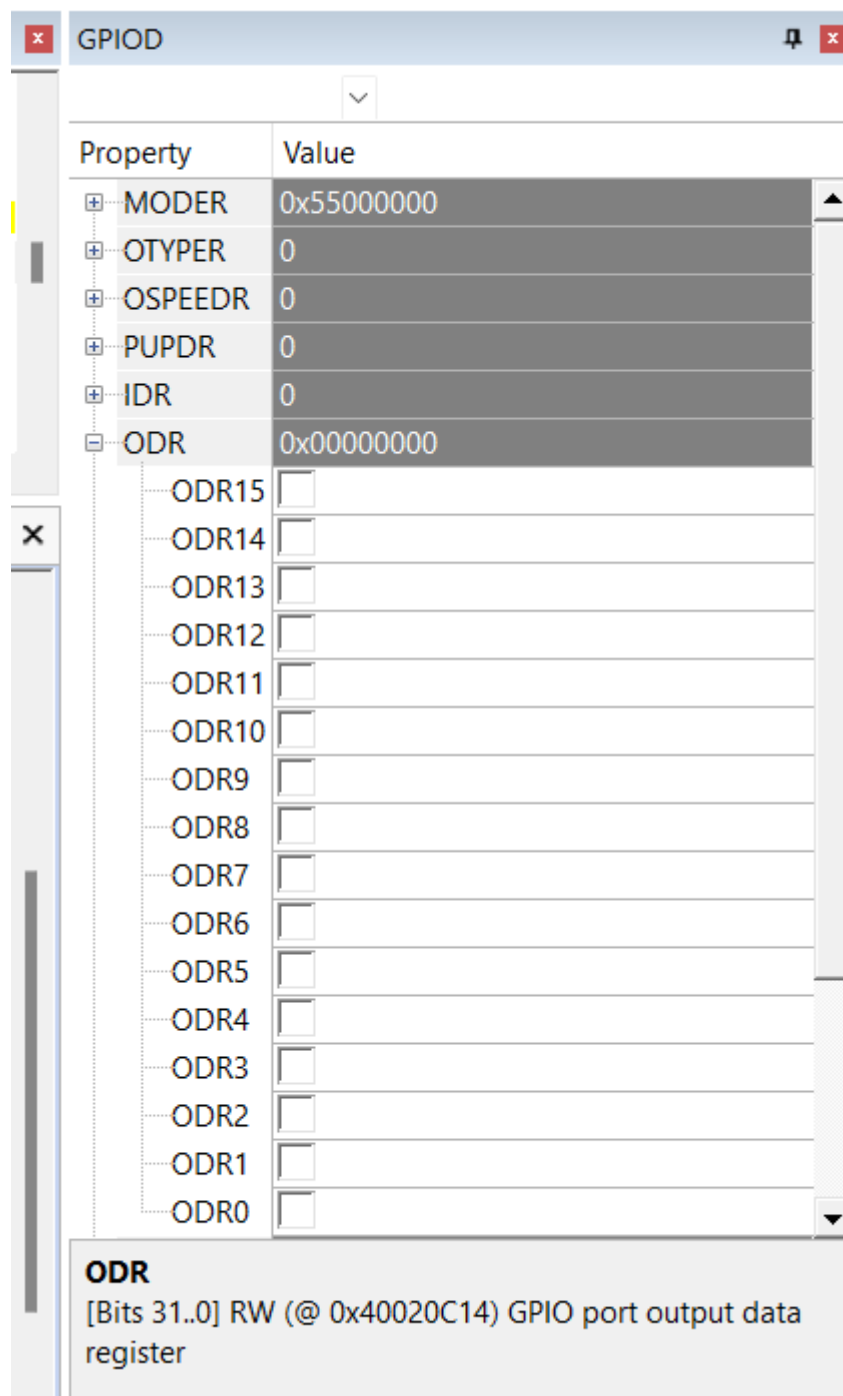 GPIOD
Property Value
MODER 0x55000000
OTYPER 0
OSPEEDR 0
PUPDR 0
IDR 0
ODR 0x00000000
ODR15
ODR14
ODR13
ODR12
ODR11
ODR10
ODR9
ODR8
ODR7
ODR6
ODR5
ODR4
ODR3
ODR2
ODR1
ODR0
ODR
[Bits 31..0] RW (@ 0x40020C14) GPIO port output data
register